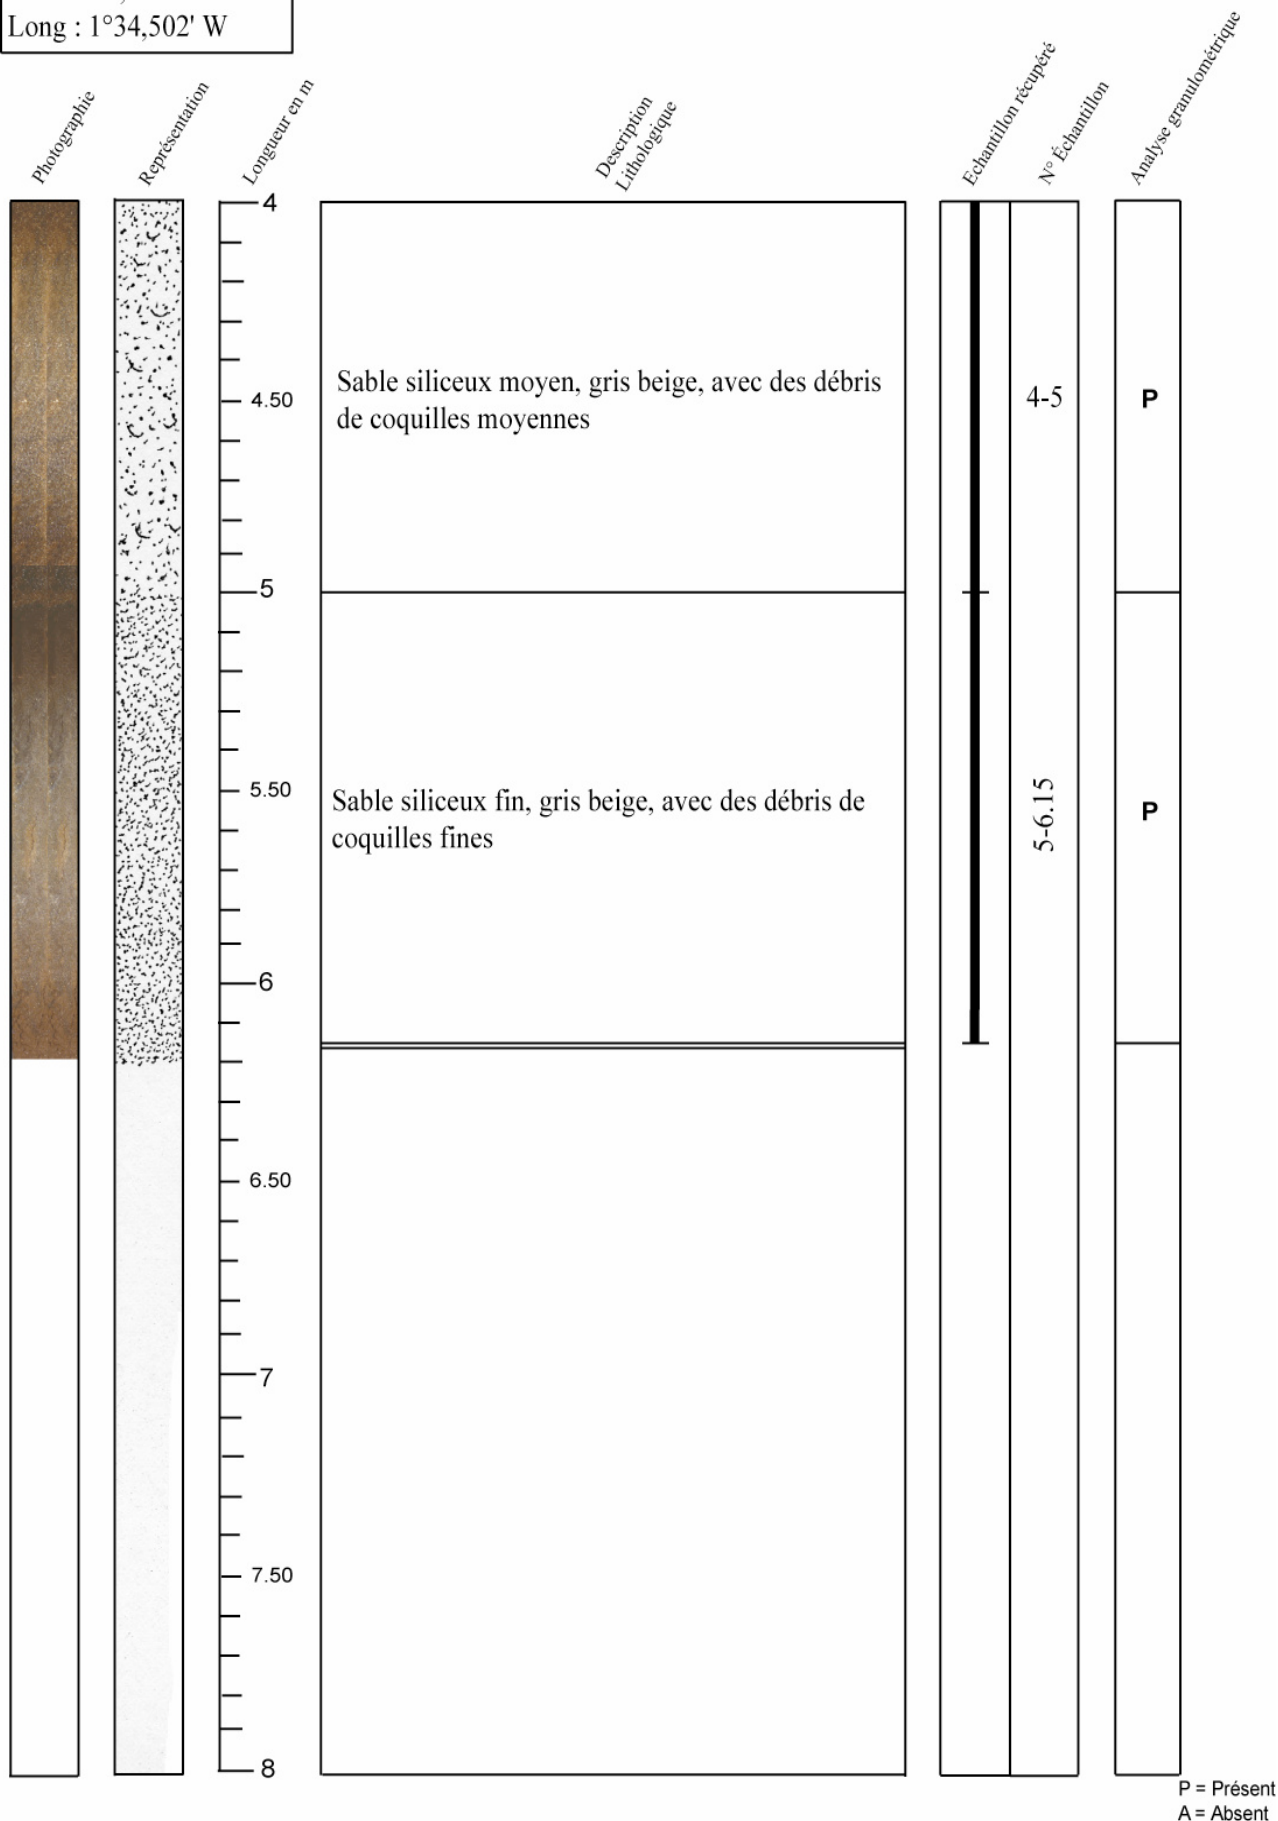 Long : 1°34,502' W
Photographie
Représentation
Longueur en m
Description
Lithologique
Echantillon récupéré
N° Échantillon
Analyse granulométrique
4
4.50
5
5.50
6
6.50
7
7.50
8
Sable siliceux moyen, gris beige, avec des débris
de coquilles moyennes
4-5
P
Sable siliceux fin, gris beige, avec des débris de
coquilles fines
5-6.15
P
P = Présent
A = Absent